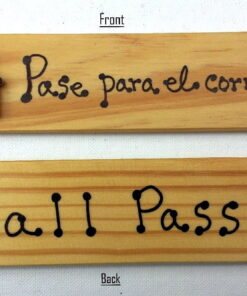 Front
Pase para el corr
all Pass
Back